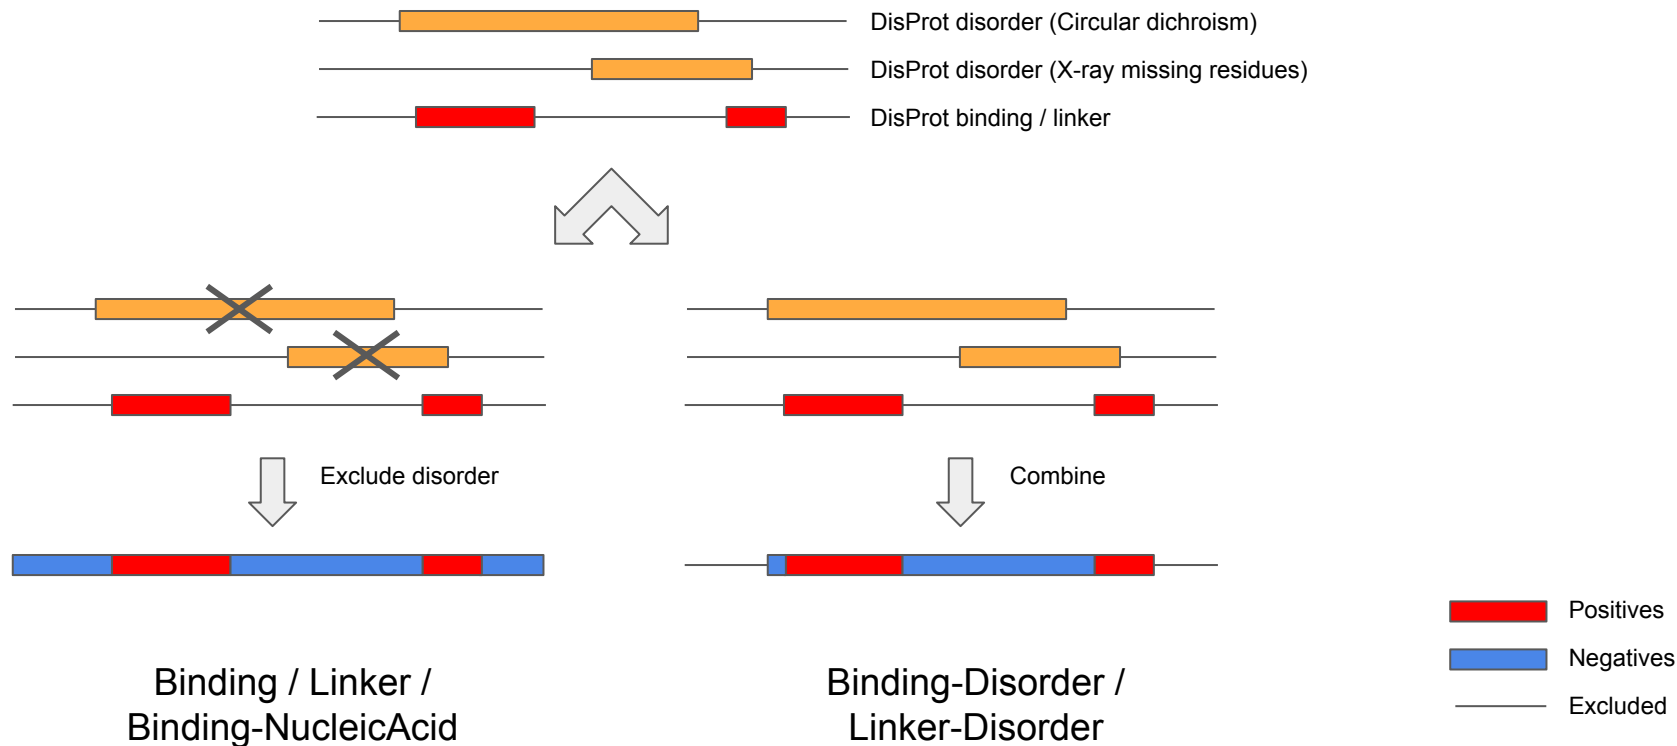 DisProt disorder (Circular dichroism)
DisProt disorder (X-ray missing residues)
DisProt binding / linker
Exclude disorder
Combine
Binding / Linker /
Binding-NucleicAcid
Binding-Disorder /
Linker-Disorder
Positives
Negatives
Excluded